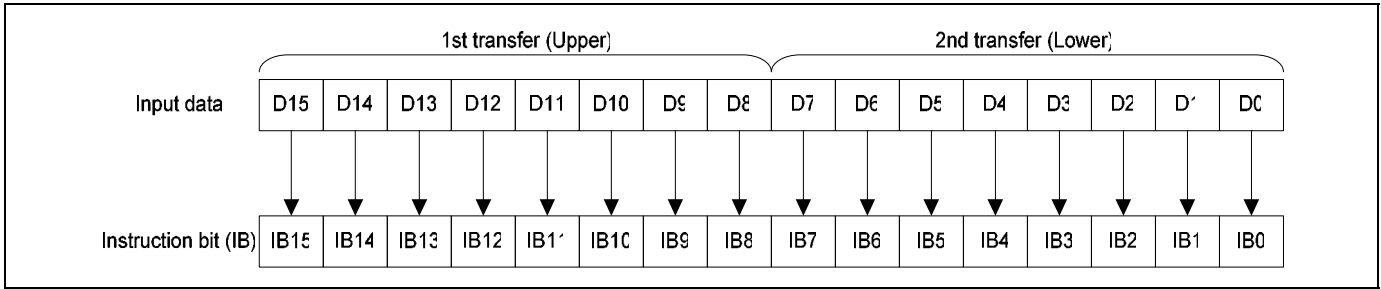 1st transfer (Upper) 2nd transfer (Lower)
Input data D15 D14 D13 D12 D11 D10 D9 D8 D7 D6 D5 D4 D3 D2 D1 D0
Instruction bit (IB) IB15 IB14 IB13 IB12 IB11 IB10 IB9 IB8 IB7 IB6 IB5 IB4 IB3 IB2 IB1 IB0